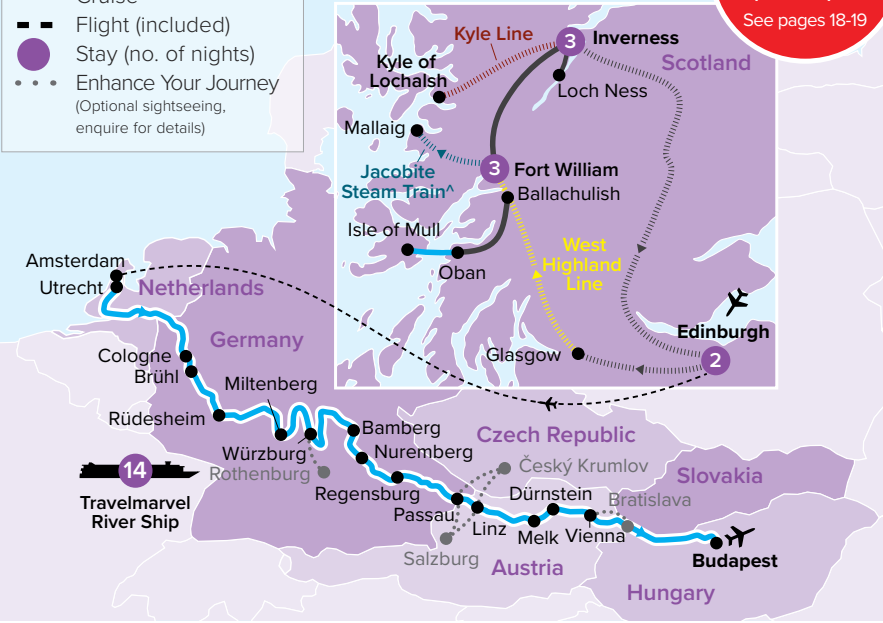 Flight (included)
Stay (no. of nights)
Enhance Your Journey
(Optional sightseeing,
enquire for details)
See pages 18-19
Kyle Line
3
Inverness
Scotland
Kyle of
Lochalsh
Loch Ness
Mallaig
Jacobite
Steam Train^
3
Fort William
Ballachulish
Isle of Mull
Oban
West
Highland
Line
Edinburgh
2
Glasgow
Amsterdam
Utrecht
Netherlands
Germany
Cologne
Brühl
Miltenberg
Rüdesheim
Bamberg
Würzburg
Nuremberg
Rothenburg
Czech Republic
Český Krumlov
Slovakia
14
Travelmarvel
River Ship
Regensburg
Passau
Dürnstein
Bratislava
Linz
Melk
Vienna
Salzburg
Budapest
Austria
Hungary